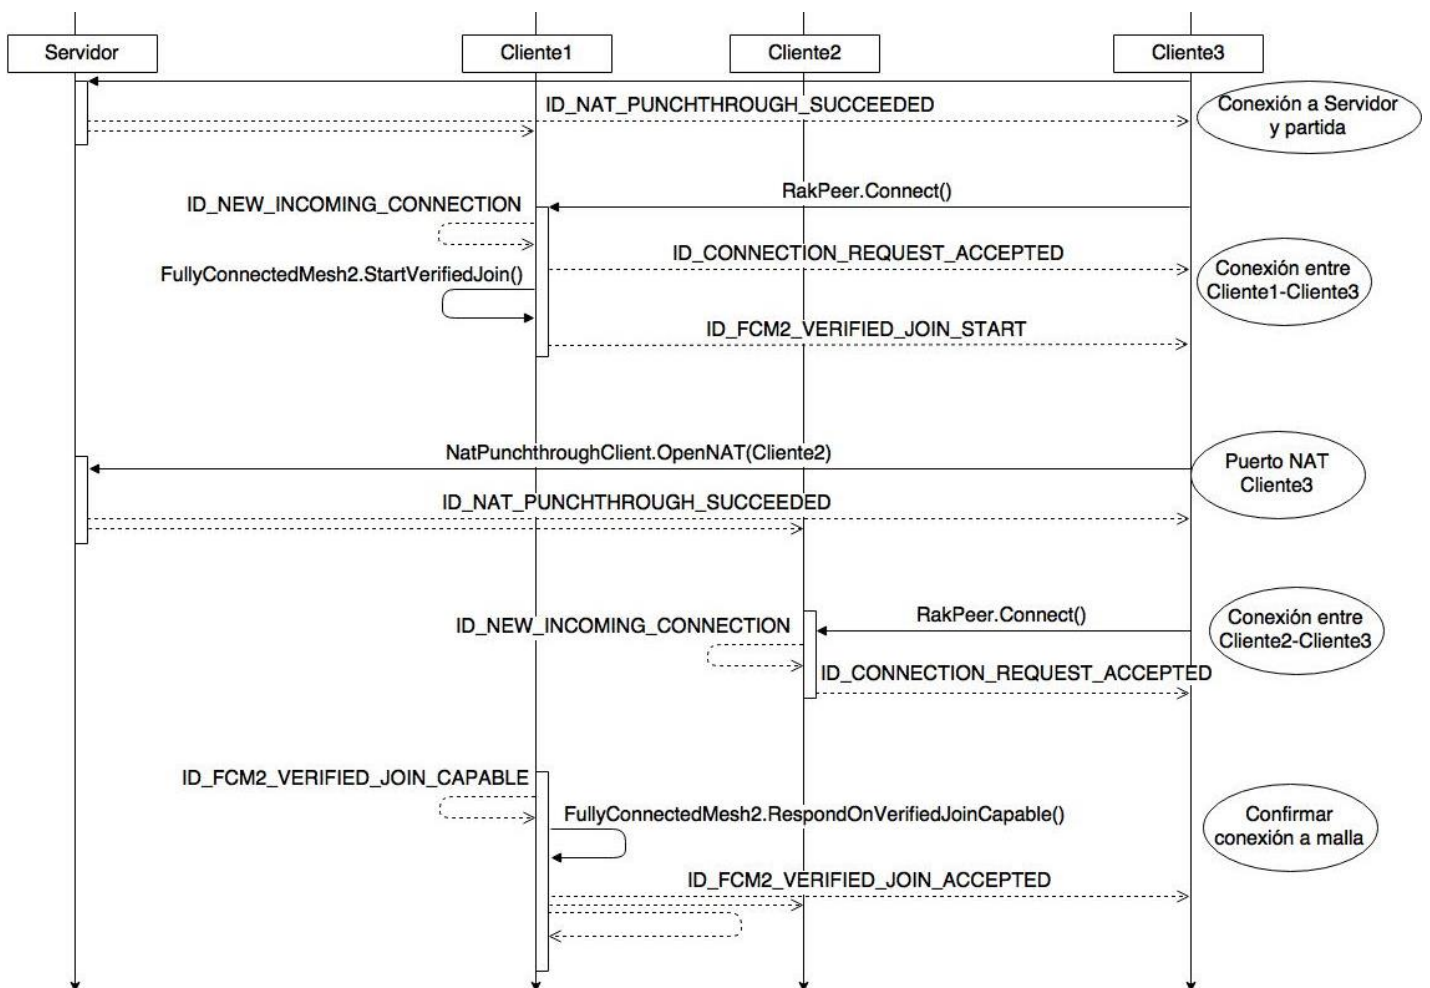 Servidor
Cliente1
Cliente2
Cliente3
ID_NAT_PUNCHTHROUGH_SUCCEEDED
Conexión a Servidor
y partida
RakPeer.Connect()
ID_NEW_INCOMING_CONNECTION
ID_CONNECTION_REQUEST_ACCEPTED
FullyConnectedMesh2.StartVerifiedJoin()
Conexión entre
Cliente1-Cliente3
ID_FCM2_VERIFIED_JOIN_START
NatPunchthroughClient.OpenNAT(Cliente2)
Puerto NAT
Cliente3
ID_NAT_PUNCHTHROUGH_SUCCEEDED
RakPeer.Connect()
ID_NEW_INCOMING_CONNECTION
Conexión entre
Cliente2-Cliente3
ID_CONNECTION_REQUEST_ACCEPTED
ID_FCM2_VERIFIED_JOIN_CAPABLE
FullyConnectedMesh2.RespondOnVerifiedJoinCapable()
Confirmar
conexión a malla
ID_FCM2_VERIFIED_JOIN_ACCEPTED